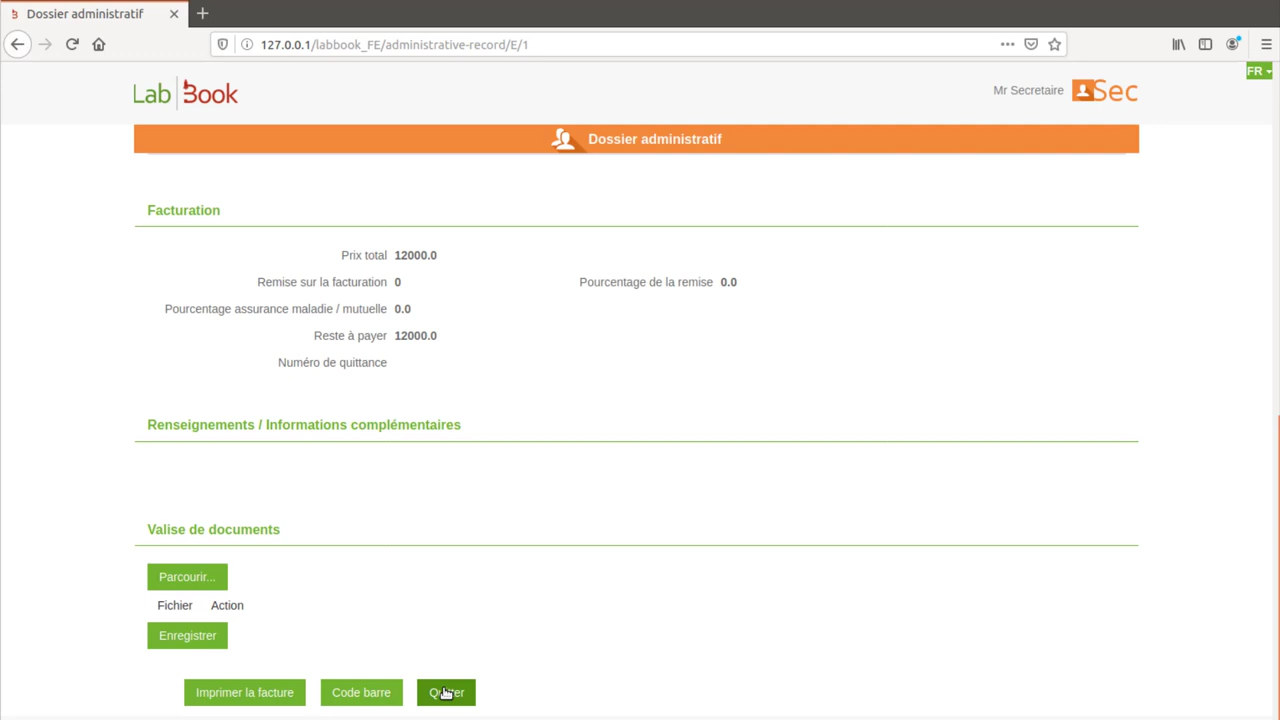 Dossier administratif
127.0.0.1/labbook_FE/administrative-record/E/1
FR
Lab Book
Mr Secretaire Sec
Dossier administratif
Facturation
Prix total 12000.0
Remise sur la facturation 0 Pourcentage de la remise 0.0
Pourcentage assurance maladie / mutuelle 0.0
Reste à payer 12000.0
Numéro de quittance
Renseignements / Informations complémentaires
Valise de documents
Parcourir...
Fichier Action
Enregistrer
Imprimer la facture Code barre Quitter